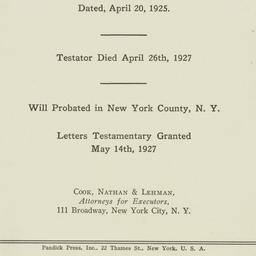 Dated, April 20, 1925.
Testator Died April 26th, 1927
Will Probated in New York County, N. Y.
Letters Testamentary Granted
May 14th, 1927
Cook, Nathan & Lehman,
Attorneys for Executors,
111 Broadway, New York City, N. Y.
Pandick Press, Inc., 22 Thames St., New York, U. S. A.